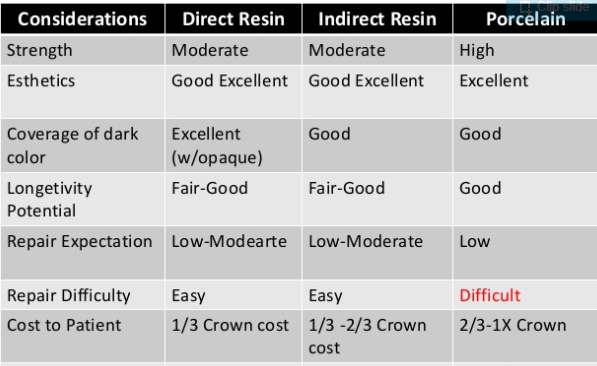 Clip slide
Considerations Direct Resin Indirect Resin Porcelain
Strength Moderate Moderate High
Esthetics Good Excellent Good Excellent Excellent
Coverage of dark Excellent Good Good
color (w/opaque)
Longetivity Fair-Good Fair-Good Good
Potential
Repair Expectation Low-Modearte Low-Moderate Low
Repair Difficulty Easy Easy Difficult
Cost to Patient 1/3 Crown cost 1/3 -2/3 Crown 2/3-1X Crown
cost